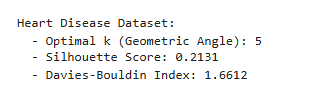 Heart Disease Dataset:
- Optimal k (Geometric Angle): 5
- Silhouette Score: 0.2131
- Davies-Bouldin Index: 1.6612